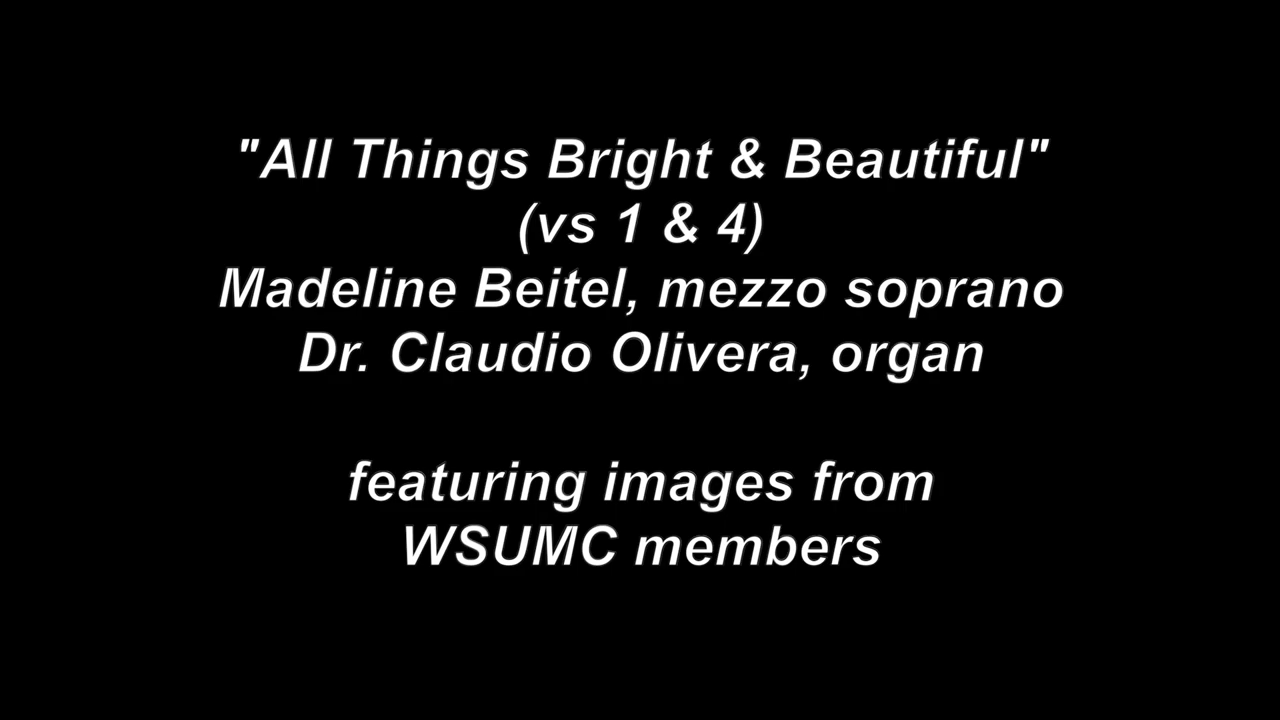 "All Things Bright & Beautiful"
(vs 1 & 4)
Madeline Beitel, mezzo soprano
Dr. Claudio Olivera, organ
featuring images from
WSUMC members